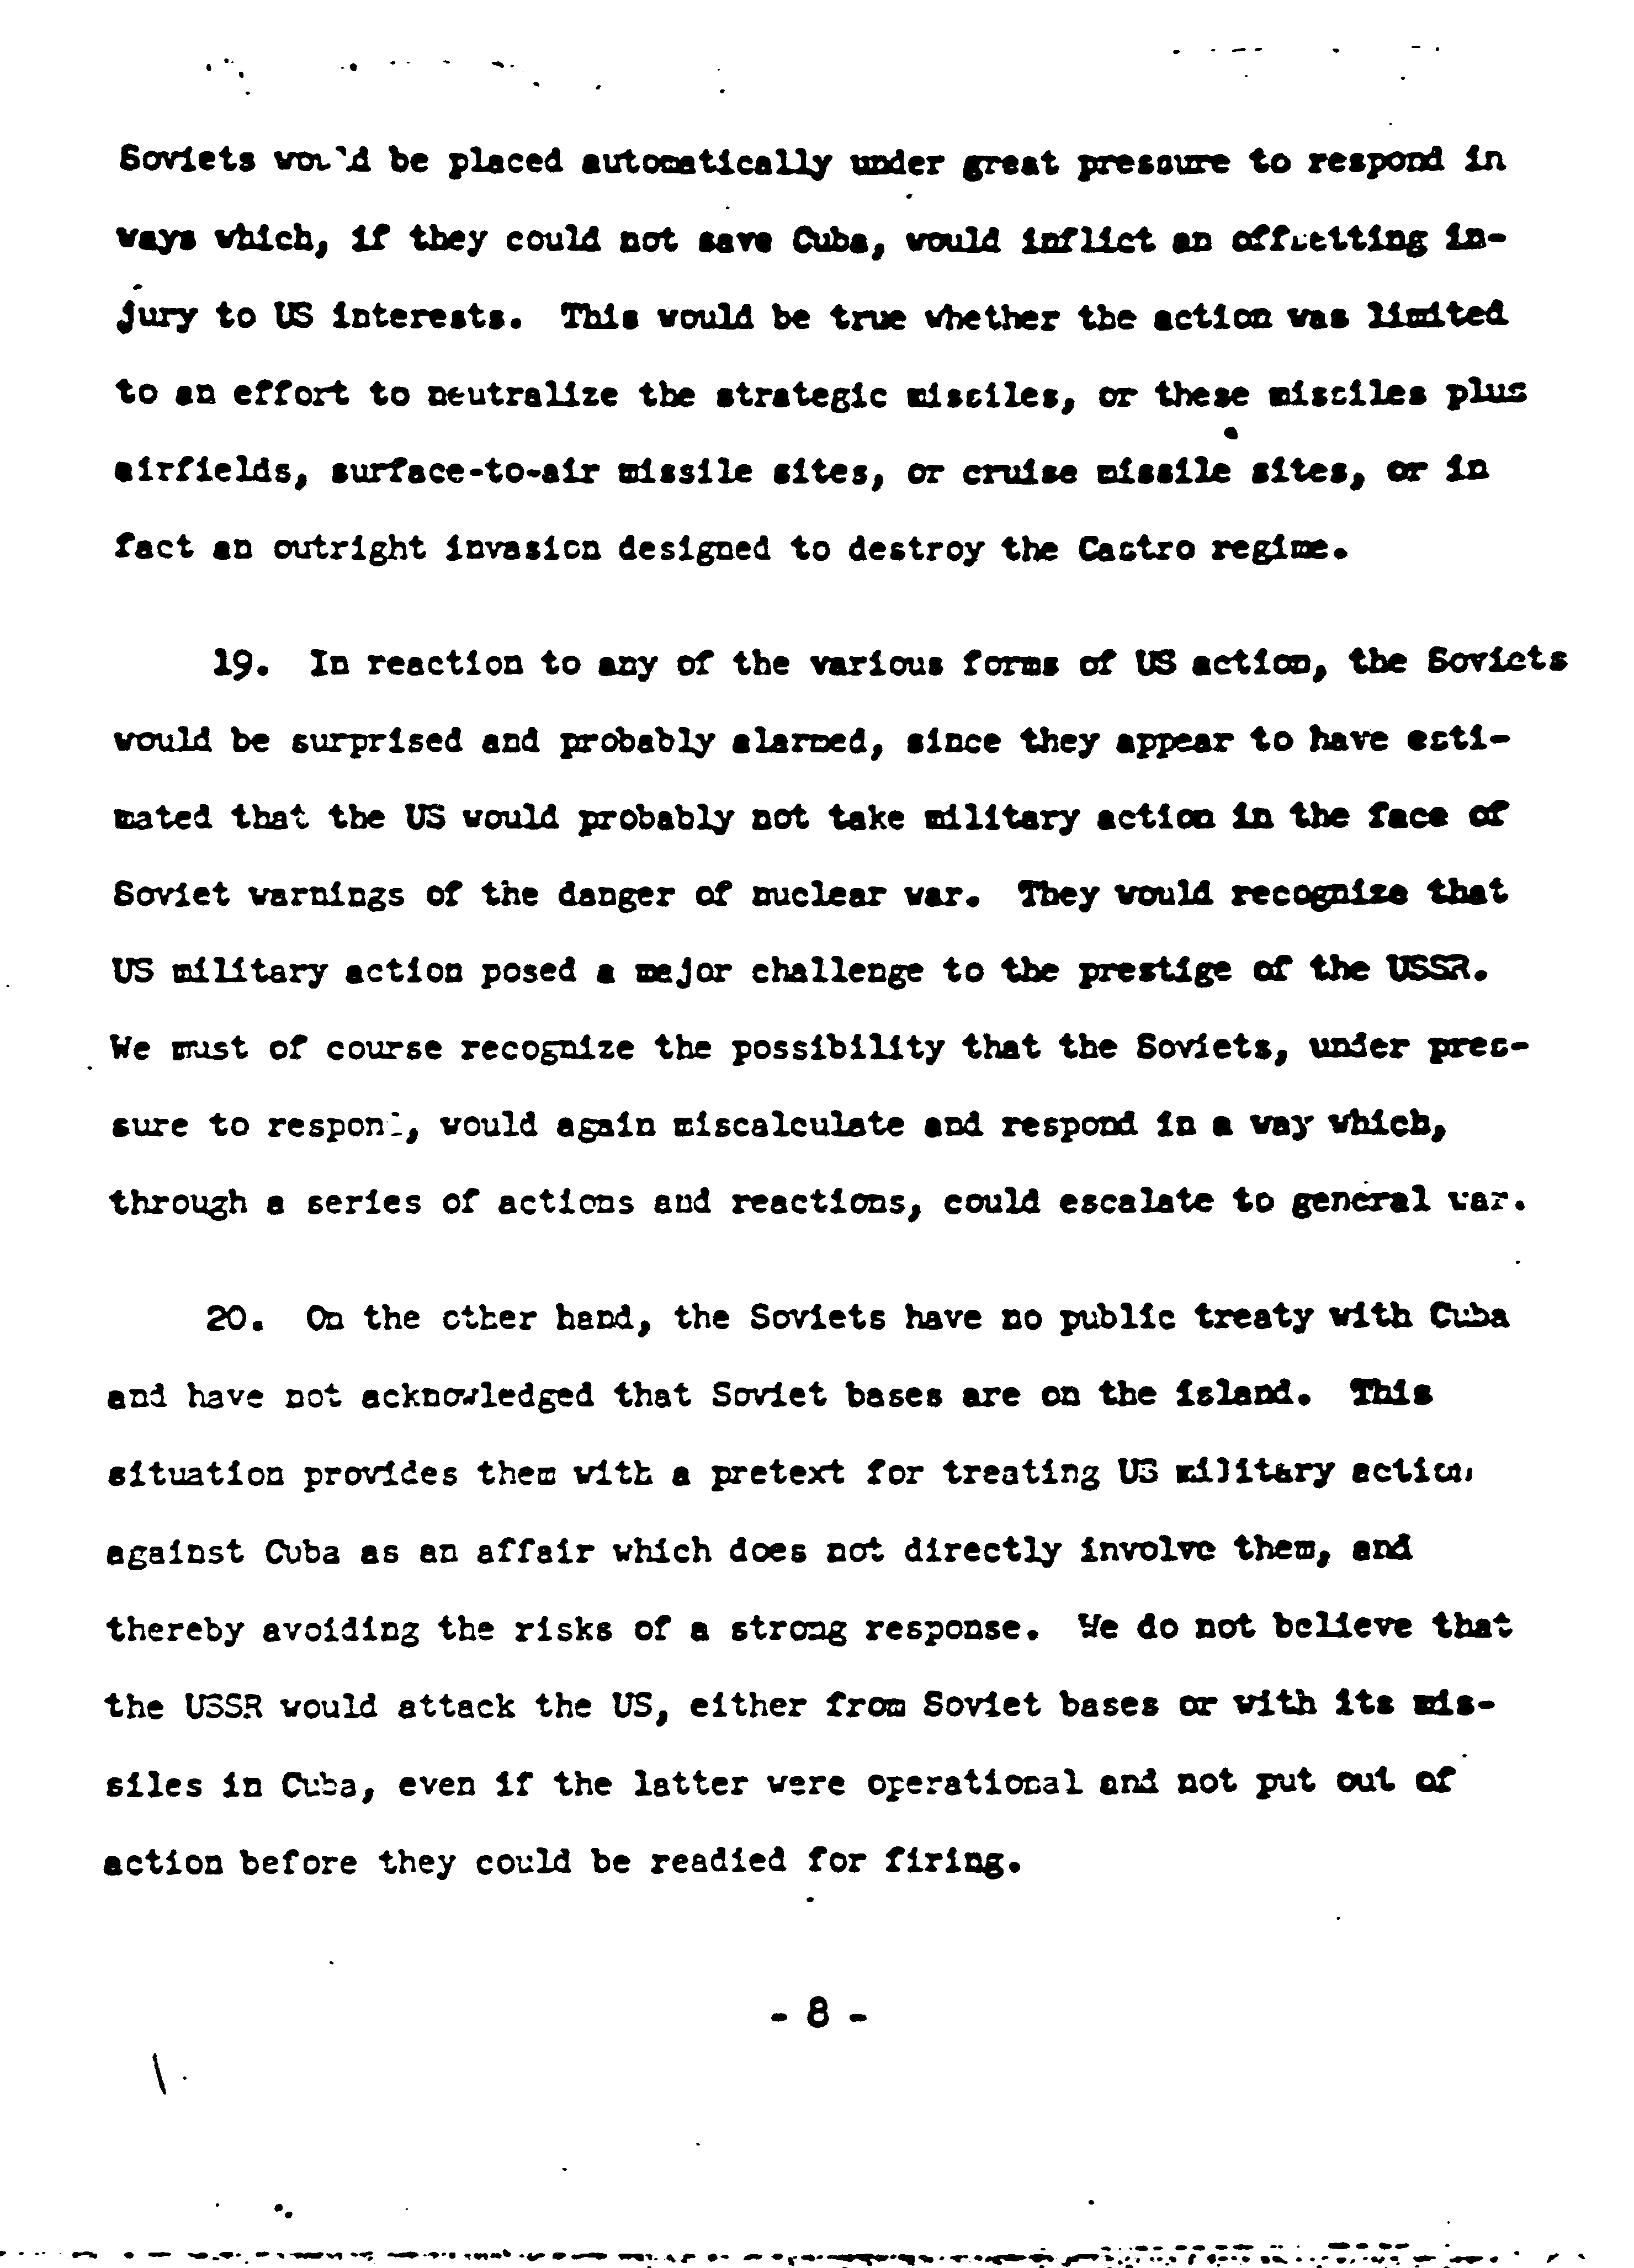 Soviets would be placed automatically under great pressure to respond in
ways which, if they could not save Cuba, would inflict an offsetting in-
jury to US interests. This would be true whether the action was limited
to an effort to neutralize the strategic missiles, or these missiles plus
airfields, surface-to-air missile sites, or cruise missile sites, or in
fact an outright invasion designed to destroy the Castro regime.
19. In reaction to any of the various forms of US action, the Soviets
would be surprised and probably alarmed, since they appear to have esti-
mated that the US would probably not take military action in the face of
Soviet warnings of the danger of nuclear war. They would recognize that
US military action posed a major challenge to the prestige of the USSR.
We must of course recognize the possibility that the Soviets, under pres-
sure to respond, would again miscalculate and respond in a way which,
through a series of actions and reactions, could escalate to general war.
20. On the other hand, the Soviets have no public treaty with Cuba
and have not acknowledged that Soviet bases are on the island. This
situation provides them with a pretext for treating US military action
against Cuba as an affair which does not directly involve them, and
thereby avoiding the risks of a strong response. We do not believe that
the USSR would attack the US, either from Soviet bases or with its mis-
siles in Cuba, even if the latter were operational and not put out of
action before they could be readied for firing.
- 8 -